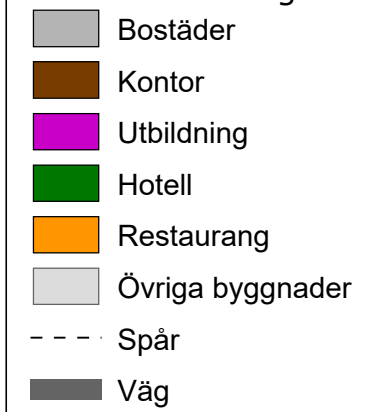 Bostäder
Kontor
Utbildning
Hotell
Restaurang
Övriga byggnader
Spår
Väg